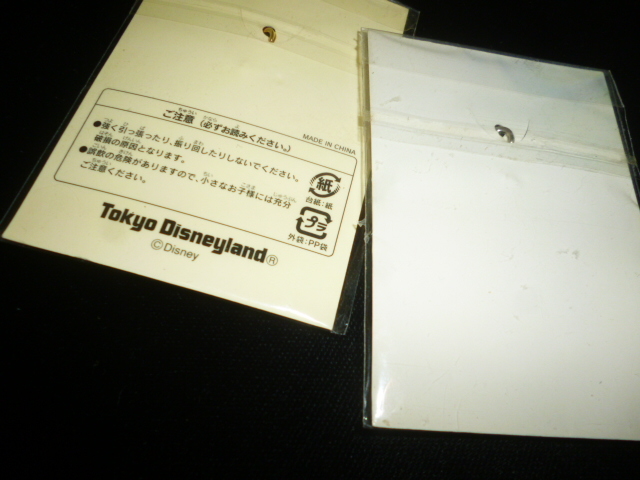 ご注意（必ずお読みください。）
MADE IN CHINA
●強く引っ張ったり、振り回したりしないでください。
破損の原因となります。
●誤飲の危険がありますので、小さなお子様には充分
ご注意ください。
紙
台紙:紙
プラ
外袋:PP袋
Tokyo Disneyland®
©Disney